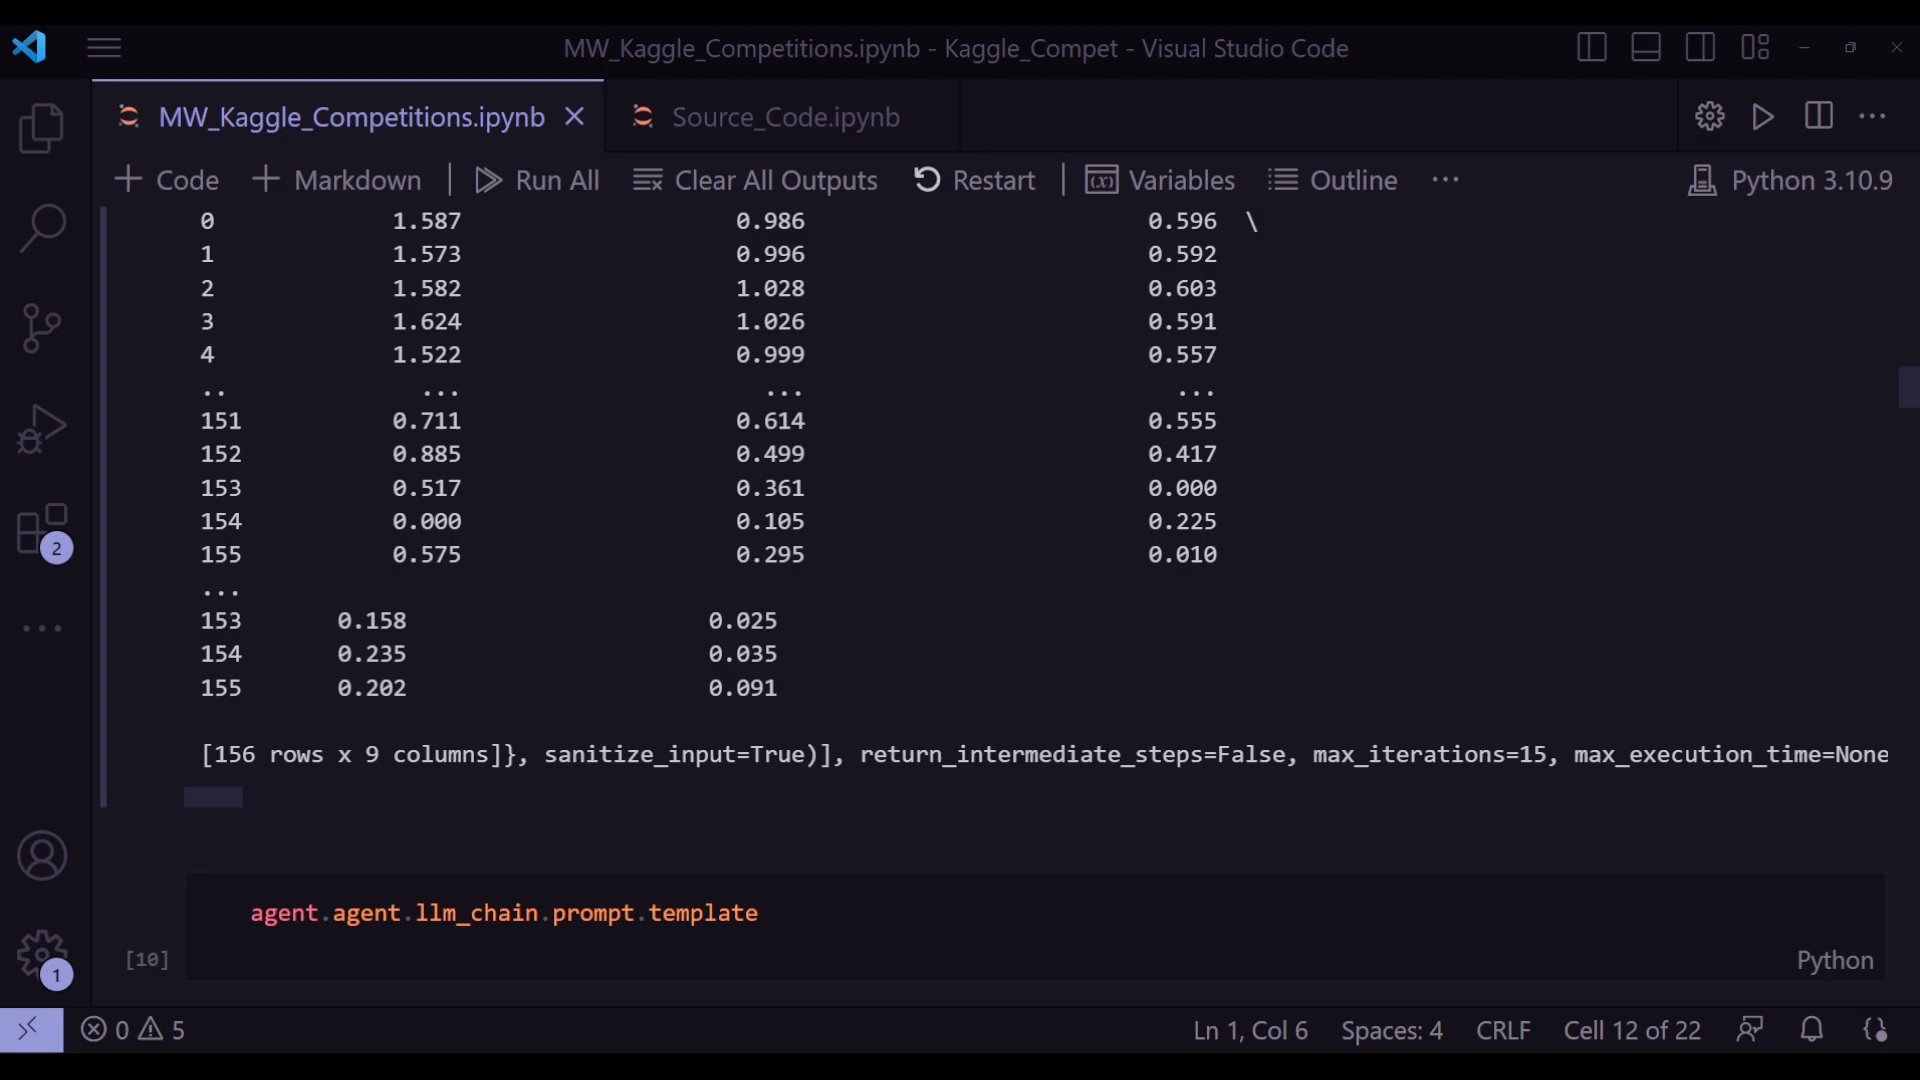 MW_Kaggle_Competitions.ipynb - Kaggle_Compet - Visual Studio Code
MW_Kaggle_Competitions.ipynb
Source_Code.ipynb
Code Markdown Run All Clear All Outputs Restart Variables Outline ... Python 3.10.9
0 1.587 0.986 0.596 \
1 1.573 0.996 0.592
2 1.582 1.028 0.603
3 1.624 1.026 0.591
4 1.522 0.999 0.557
.. ... ... ...
151 0.711 0.614 0.555
152 0.885 0.499 0.417
153 0.517 0.361 0.000
154 0.000 0.105 0.225
155 0.575 0.295 0.010
...
153 0.158 0.025
154 0.235 0.035
155 0.202 0.091
[156 rows x 9 columns]}, sanitize_input=True)], return_intermediate_steps=False, max_iterations=15, max_execution_time=None
agent.agent.llm_chain.prompt.template
[10] Python
2
1
0 5 Ln 1, Col 6 Spaces: 4 CRLF Cell 12 of 22